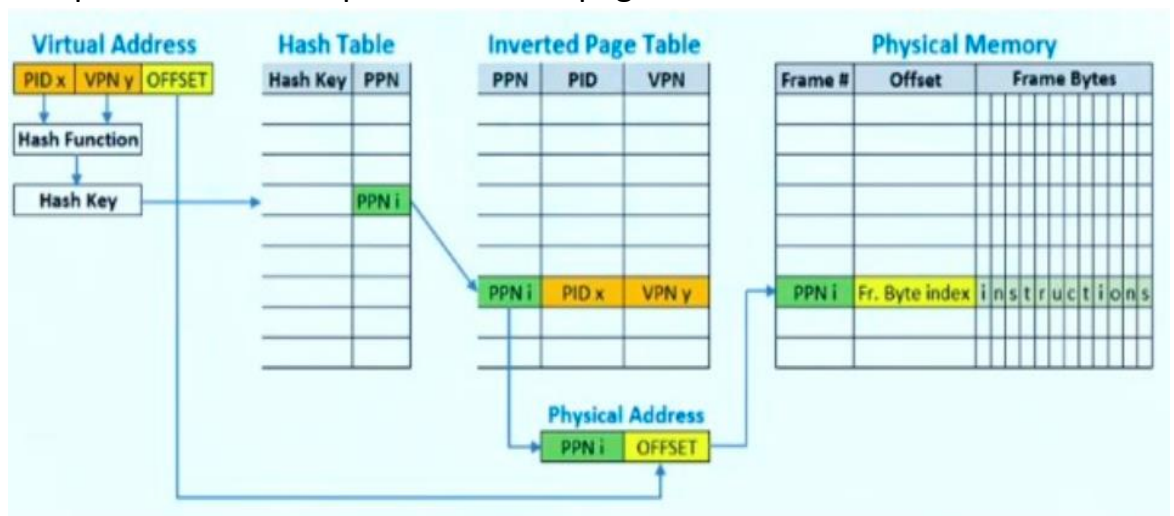 Virtual Address
PID x VPN y OFFSET
Hash Function
Hash Key
Hash Table
Hash Key PPN
PPN i
Inverted Page Table
PPN PID VPN
PPN i PID x VPN y
Physical Address
PPN i OFFSET
Physical Memory
Frame # Offset Frame Bytes
PPN i Fr. Byte index i n s t r u c t i o n s